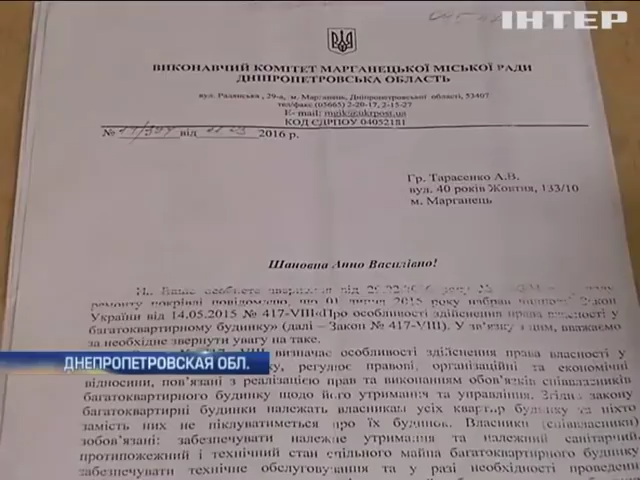 ІНТЕР
ВИКОНАВЧИЙ КОМІТЕТ МАРГАНЕЦЬКОЇ МІСЬКОЇ РАДИ
ДНІПРОПЕТРОВСЬКА ОБЛАСТЬ
вул. Радянська , 29-а, м. Марганець, Дніпропетровської області, 53407
тел/факс (05665) 2-20-17, 2-15-27
E- mail: mgik@ukrpost.ua
КОД ЄДРПОУ 04052181
№ від 2016 р.
Гр. Тарасенко А.В.
вул. 40 років Жовтня, 133/10
м. Марганець
Шановна Анно Василівно!
На Ваше особисте звернення від
ремонту покрівлі повідомляю, що 01 липня 2015 року набрав чинності Закон
України від 14.05.2015 № 417-VIII«Про особливості здійснення права власності у
багатоквартирному будинку» (далі – Закон № 417-VIII). У зв'язку з цим, вважаємо
за необхідне звернути увагу на таке.
визначає особливості здійснення права власності у
регулює правові, організаційні та економічні
відносини, пов'язані з реалізацією прав та виконанням обов'язків співвласників
багатоквартирного будинку щодо його утримання та управління. Згідно закону
багатоквартирні будинки належать власникам усіх квартир будинку та ніхто
замість них не піклуватиметься про їх будинок. Власники (співвласники)
зобов'язані: забезпечувати належне утримання та належний санітарний,
протипожежний і технічний стан спільного майна багатоквартирного будинку
забезпечувати технічне обслуговування та у разі необхідності проведення
ДНЕПРОПЕТРОВСКАЯ ОБЛ.